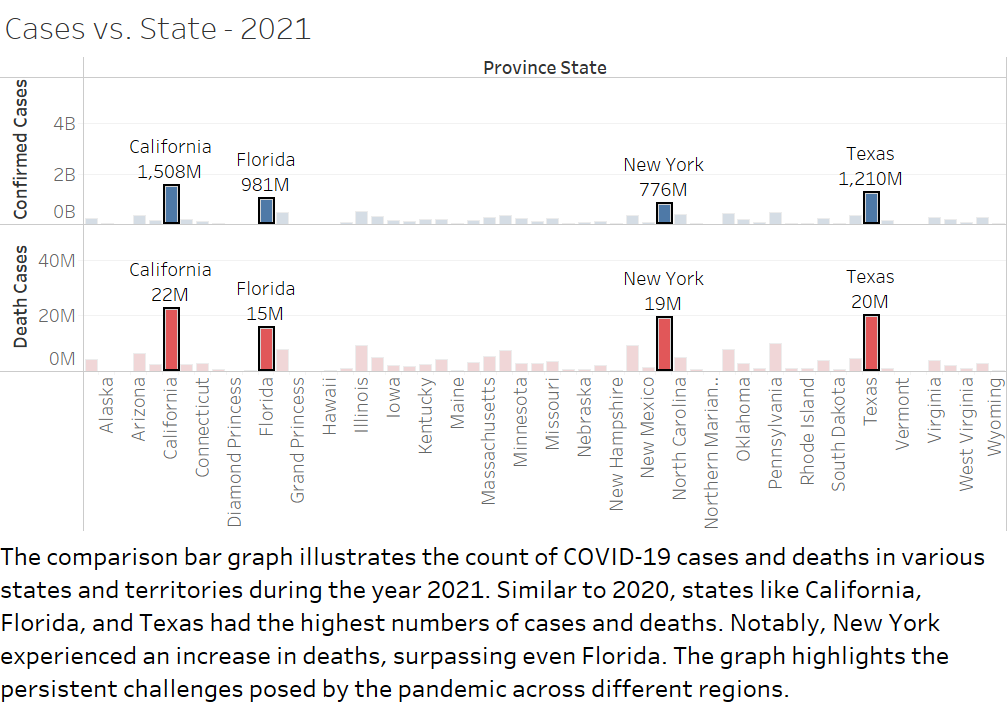 Cases vs. State - 2021
Province State
Confirmed Cases
4B
2B
0B
California
1,508M
Florida
981M
New York
776M
Texas
1,210M
Death Cases
40M
20M
0M
California
22M
Florida
15M
New York
19M
Texas
20M
Alaska
Arizona
California
Connecticut
Diamond Princess
Florida
Grand Princess
Hawaii
Illinois
Iowa
Kentucky
Maine
Massachusetts
Minnesota
Missouri
Nebraska
New Hampshire
New Mexico
North Carolina
Northern Marian..
Oklahoma
Pennsylvania
Rhode Island
South Dakota
Texas
Vermont
Virginia
West Virginia
Wyoming
The comparison bar graph illustrates the count of COVID-19 cases and deaths in various
states and territories during the year 2021. Similar to 2020, states like California,
Florida, and Texas had the highest numbers of cases and deaths. Notably, New York
experienced an increase in deaths, surpassing even Florida. The graph highlights the
persistent challenges posed by the pandemic across different regions.